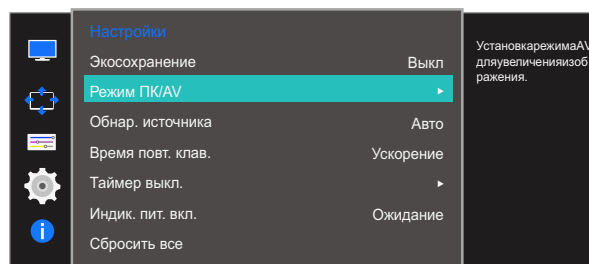 Настройки
Экосохранение Выкл
Режим ПК/AV
Обнар. источника Авто
Время повт. клав. Ускорение
Таймер выкл.
Индик. пит. вкл. Ожидание
Сбросить все
УстановкарежимаAV
дляувеличенияизоб
ражения.